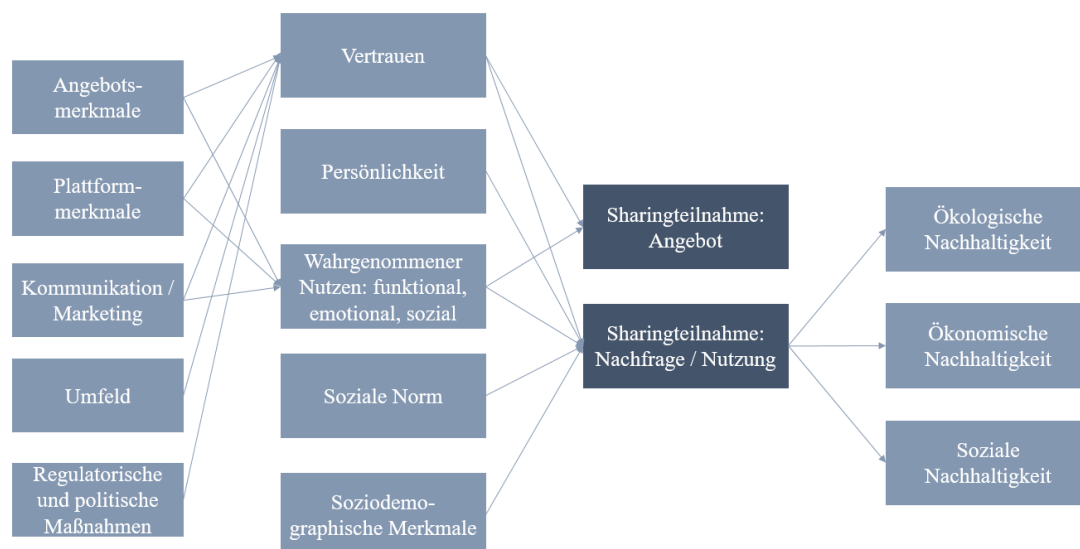 Angebots-
merkmale
Plattform-
merkmale
Kommunikation /
Marketing
Umfeld
Regulatorische
und politische
Maßnahmen
Vertrauen
Persönlichkeit
Wahrgenommener
Nutzen: funktional,
emotional, sozial
Soziale Norm
Soziodemo-
graphische Merkmale
Sharingteilnahme:
Angebot
Sharingteilnahme:
Nachfrage / Nutzung
Ökologische
Nachhaltigkeit
Ökonomische
Nachhaltigkeit
Soziale
Nachhaltigkeit